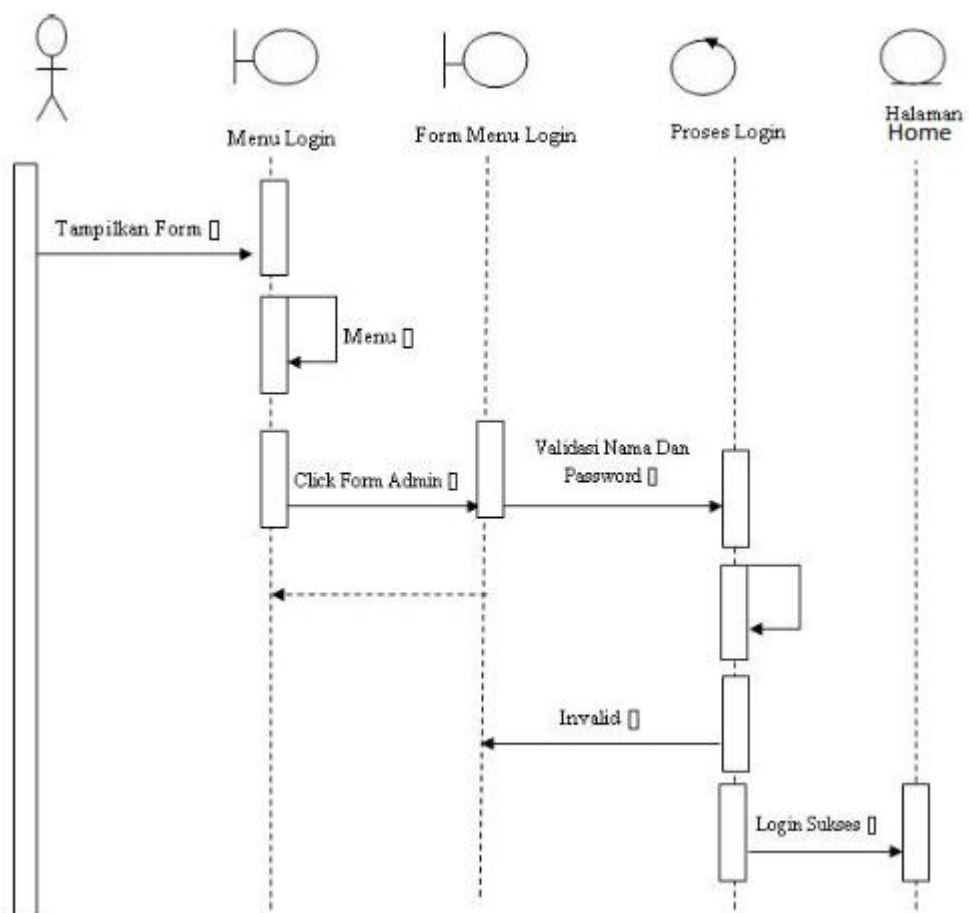 Menu Login
Form Menu Login
Proses Login
Halaman
Home
Tampilkan Form []
Menu []
Click Form Admin []
Validasi Nama Dan
Password []
Invalid []
Login Sukses []